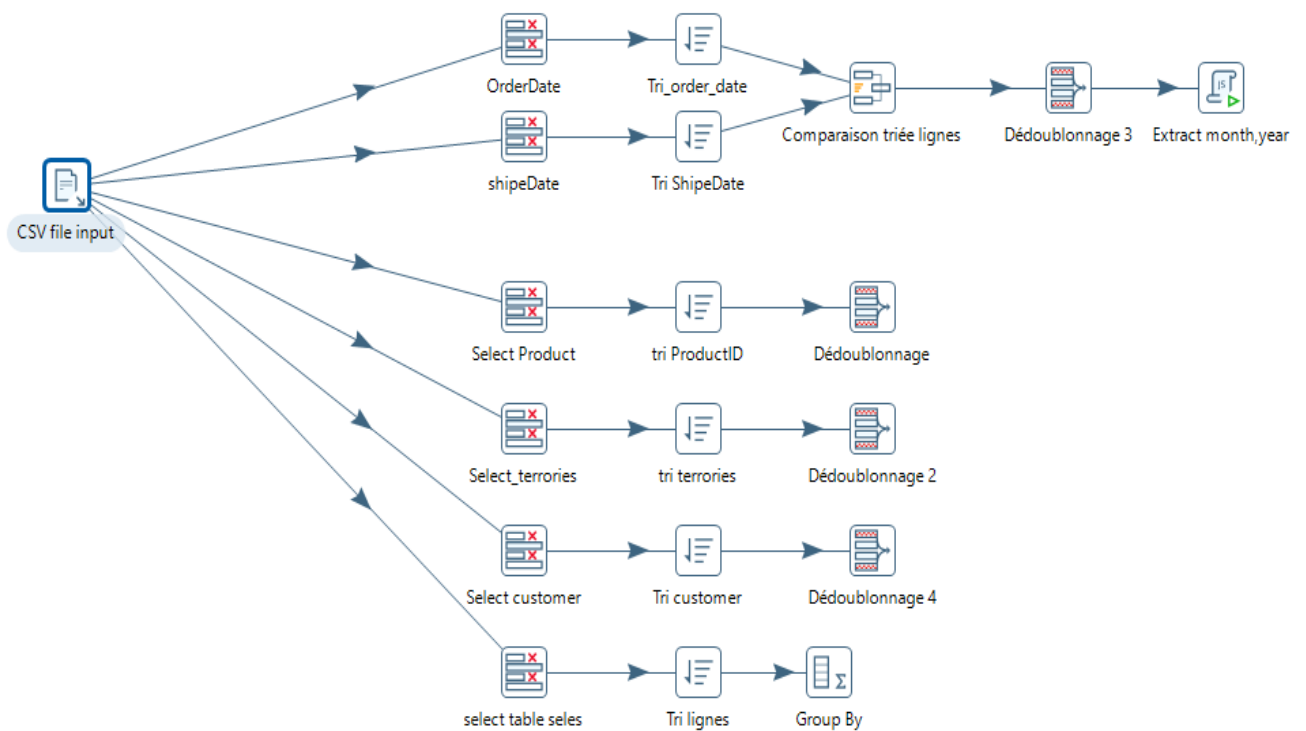 OrderDate
Tri_order_date
Comparaison triée lignes
Dédoublonnage 3
JS
Extract month,year
shipeDate
Tri ShipeDate
CSV file input
Select Product
tri ProductID
Dédoublonnage
Select_terrories
tri terrories
Dédoublonnage 2
Select customer
Tri customer
Dédoublonnage 4
select table seles
Tri lignes
Σ
Group By